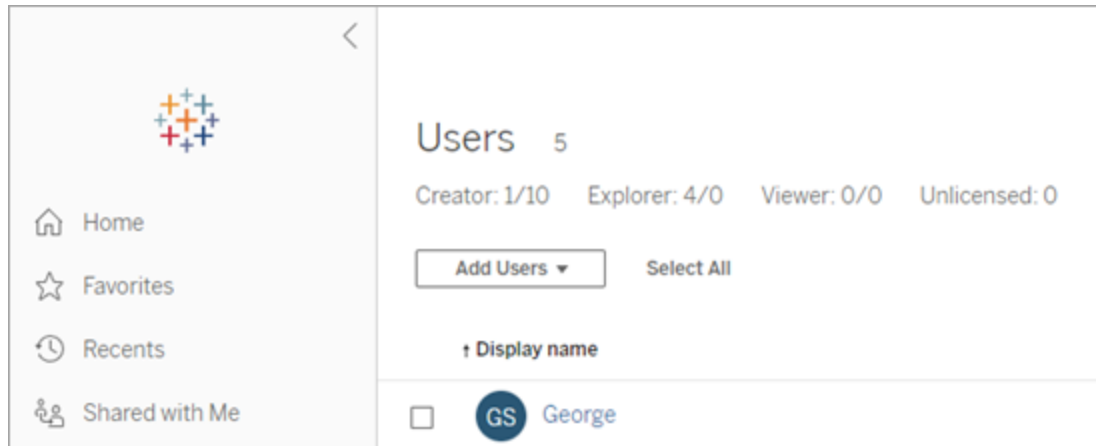 Home
Favorites
Recents
Shared with Me
Users 5
Creator: 1/10 Explorer: 4/0 Viewer: 0/0 Unlicensed: 0
Add Users Select All
↑ Display name
GS George